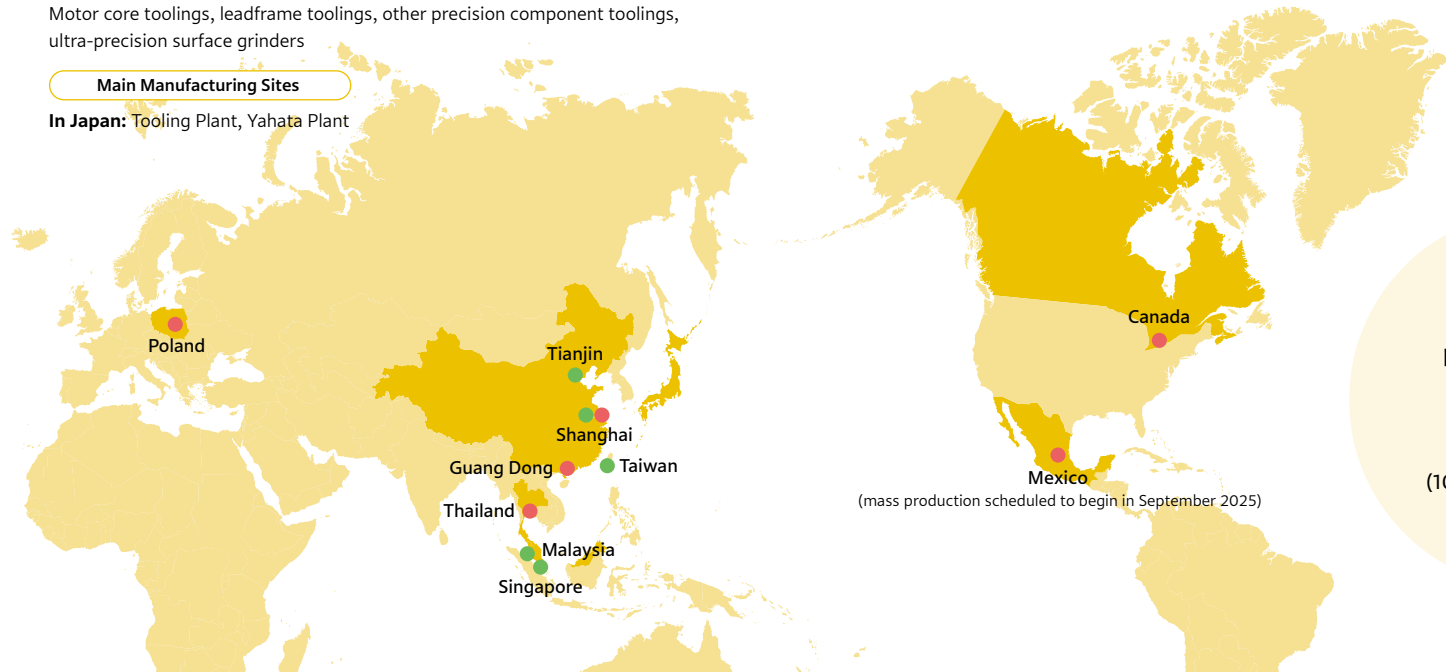 Motor core toolings, leadframe toolings, other precision component toolings,
ultra-precision surface grinders
Main Manufacturing Sites
In Japan: Tooling Plant, Yahata Plant
Poland
Tianjin
Shanghai
Guang Dong
Taiwan
Thailand
Malaysia
Singapore
Canada
Mexico
(mass production scheduled to begin in September 2025)